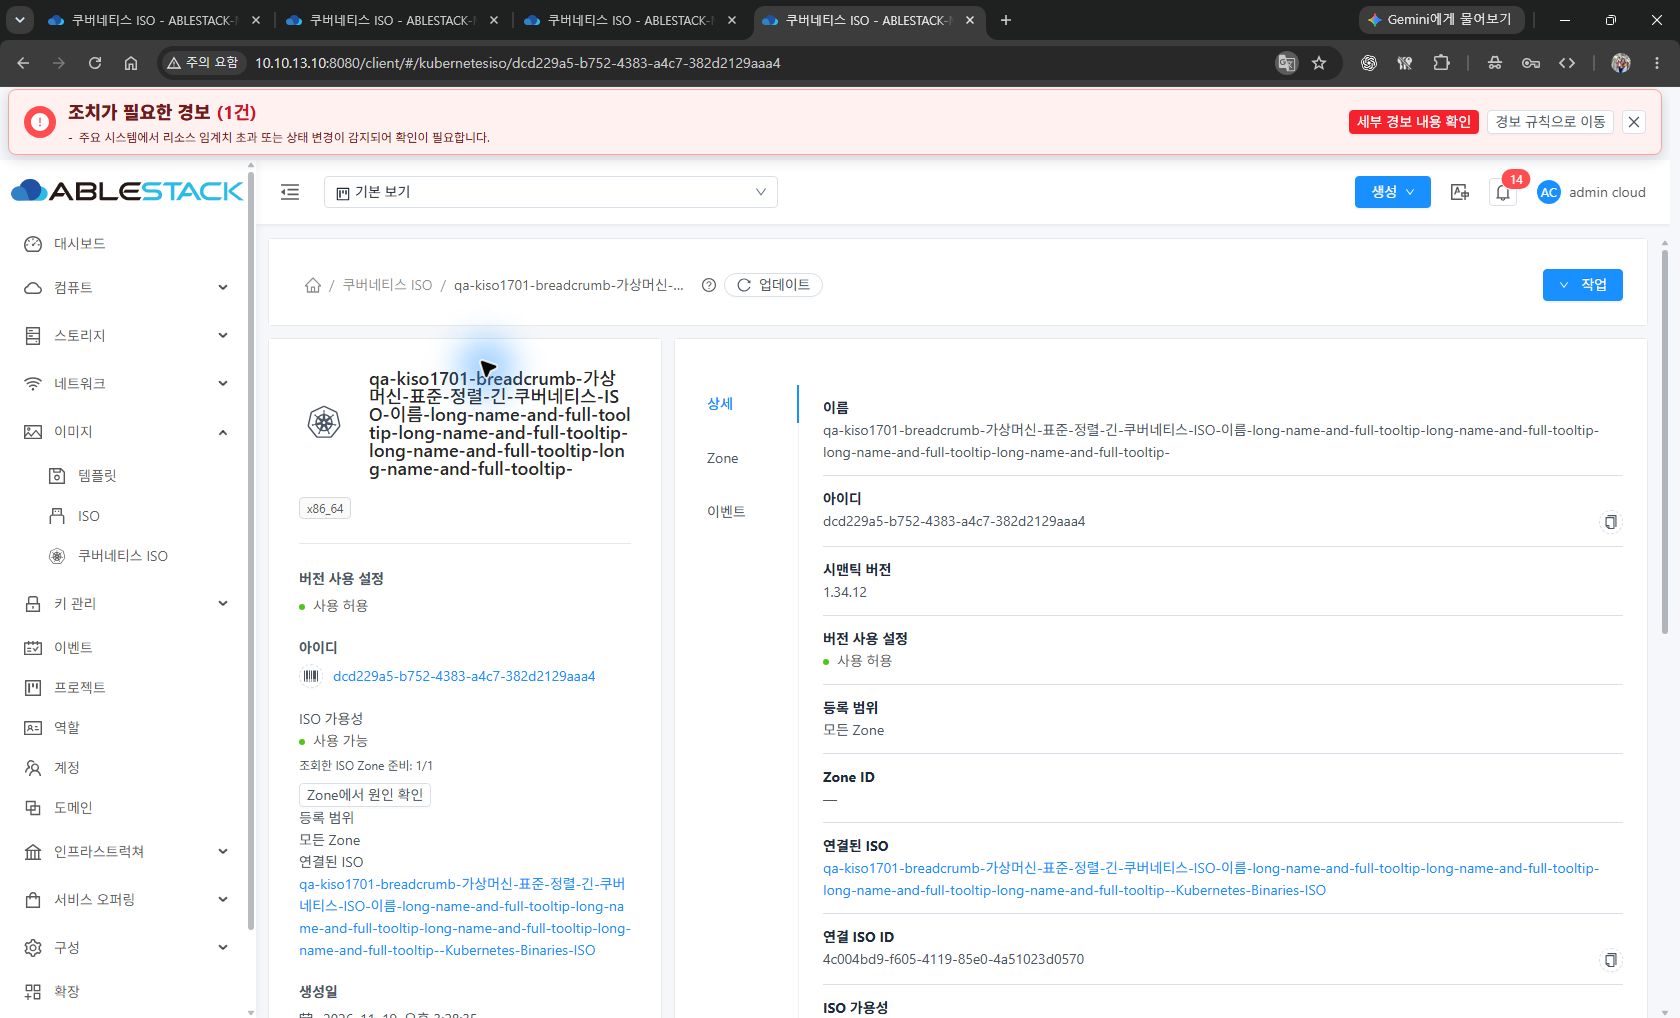 쿠버네티스 ISO - ABLESTACK-
쿠버네티스 ISO - ABLESTACK-
쿠버네티스 ISO - ABLESTACK-
쿠버네티스 ISO - ABLESTACK-
Gemini에게 물어보기
주의 요함
10.10.13.10:8080/client/#/kubernetesiso/dcd229a5-b752-4383-a4c7-382d2129aaa4
조치가 필요한 경보 (1건)
- 주요 시스템에서 리소스 임계치 초과 또는 상태 변경이 감지되어 확인이 필요합니다.
세부 경보 내용 확인
경보 규칙으로 이동
ABLESTACK
기본 보기
생성
14
AC
admin cloud
대시보드
컴퓨트
스토리지
네트워크
이미지
템플릿
ISO
쿠버네티스 ISO
키 관리
이벤트
프로젝트
역할
계정
도메인
인프라스트럭쳐
서비스 오퍼링
구성
확장
/ 쿠버네티스 ISO / qa-kiso1701-breadcrumb-가상머신-...
업데이트
작업
qa-kiso1701-breadcrumb-가상
머신-표준-정렬-긴-쿠버네티스-IS
O-이름-long-name-and-full-tool
tip-long-name-and-full-tooltip-
long-name-and-full-tooltip-lon
g-name-and-full-tooltip-
x86_64
버전 사용 설정
사용 허용
아이디
dcd229a5-b752-4383-a4c7-382d2129aaa4
ISO 가용성
사용 가능
조회한 ISO Zone 준비: 1/1
Zone에서 원인 확인
등록 범위
모든 Zone
연결된 ISO
qa-kiso1701-breadcrumb-가상머신-표준-정렬-긴-쿠버
네티스-ISO-이름-long-name-and-full-tooltip-long-na
me-and-full-tooltip-long-name-and-full-tooltip-long-
name-and-full-tooltip--Kubernetes-Binaries-ISO
생성일
상세
Zone
이벤트
이름
qa-kiso1701-breadcrumb-가상머신-표준-정렬-긴-쿠버네티스-ISO-이름-long-name-and-full-tooltip-long-name-and-full-tooltip-
long-name-and-full-tooltip-long-name-and-full-tooltip-
아이디
dcd229a5-b752-4383-a4c7-382d2129aaa4
시맨틱 버전
1.34.12
버전 사용 설정
사용 허용
등록 범위
모든 Zone
Zone ID
—
연결된 ISO
qa-kiso1701-breadcrumb-가상머신-표준-정렬-긴-쿠버네티스-ISO-이름-long-name-and-full-tooltip-long-name-and-full-tooltip-
long-name-and-full-tooltip-long-name-and-full-tooltip--Kubernetes-Binaries-ISO
연결 ISO ID
4c004bd9-f605-4119-85e0-4a51023d0570
ISO 가용성